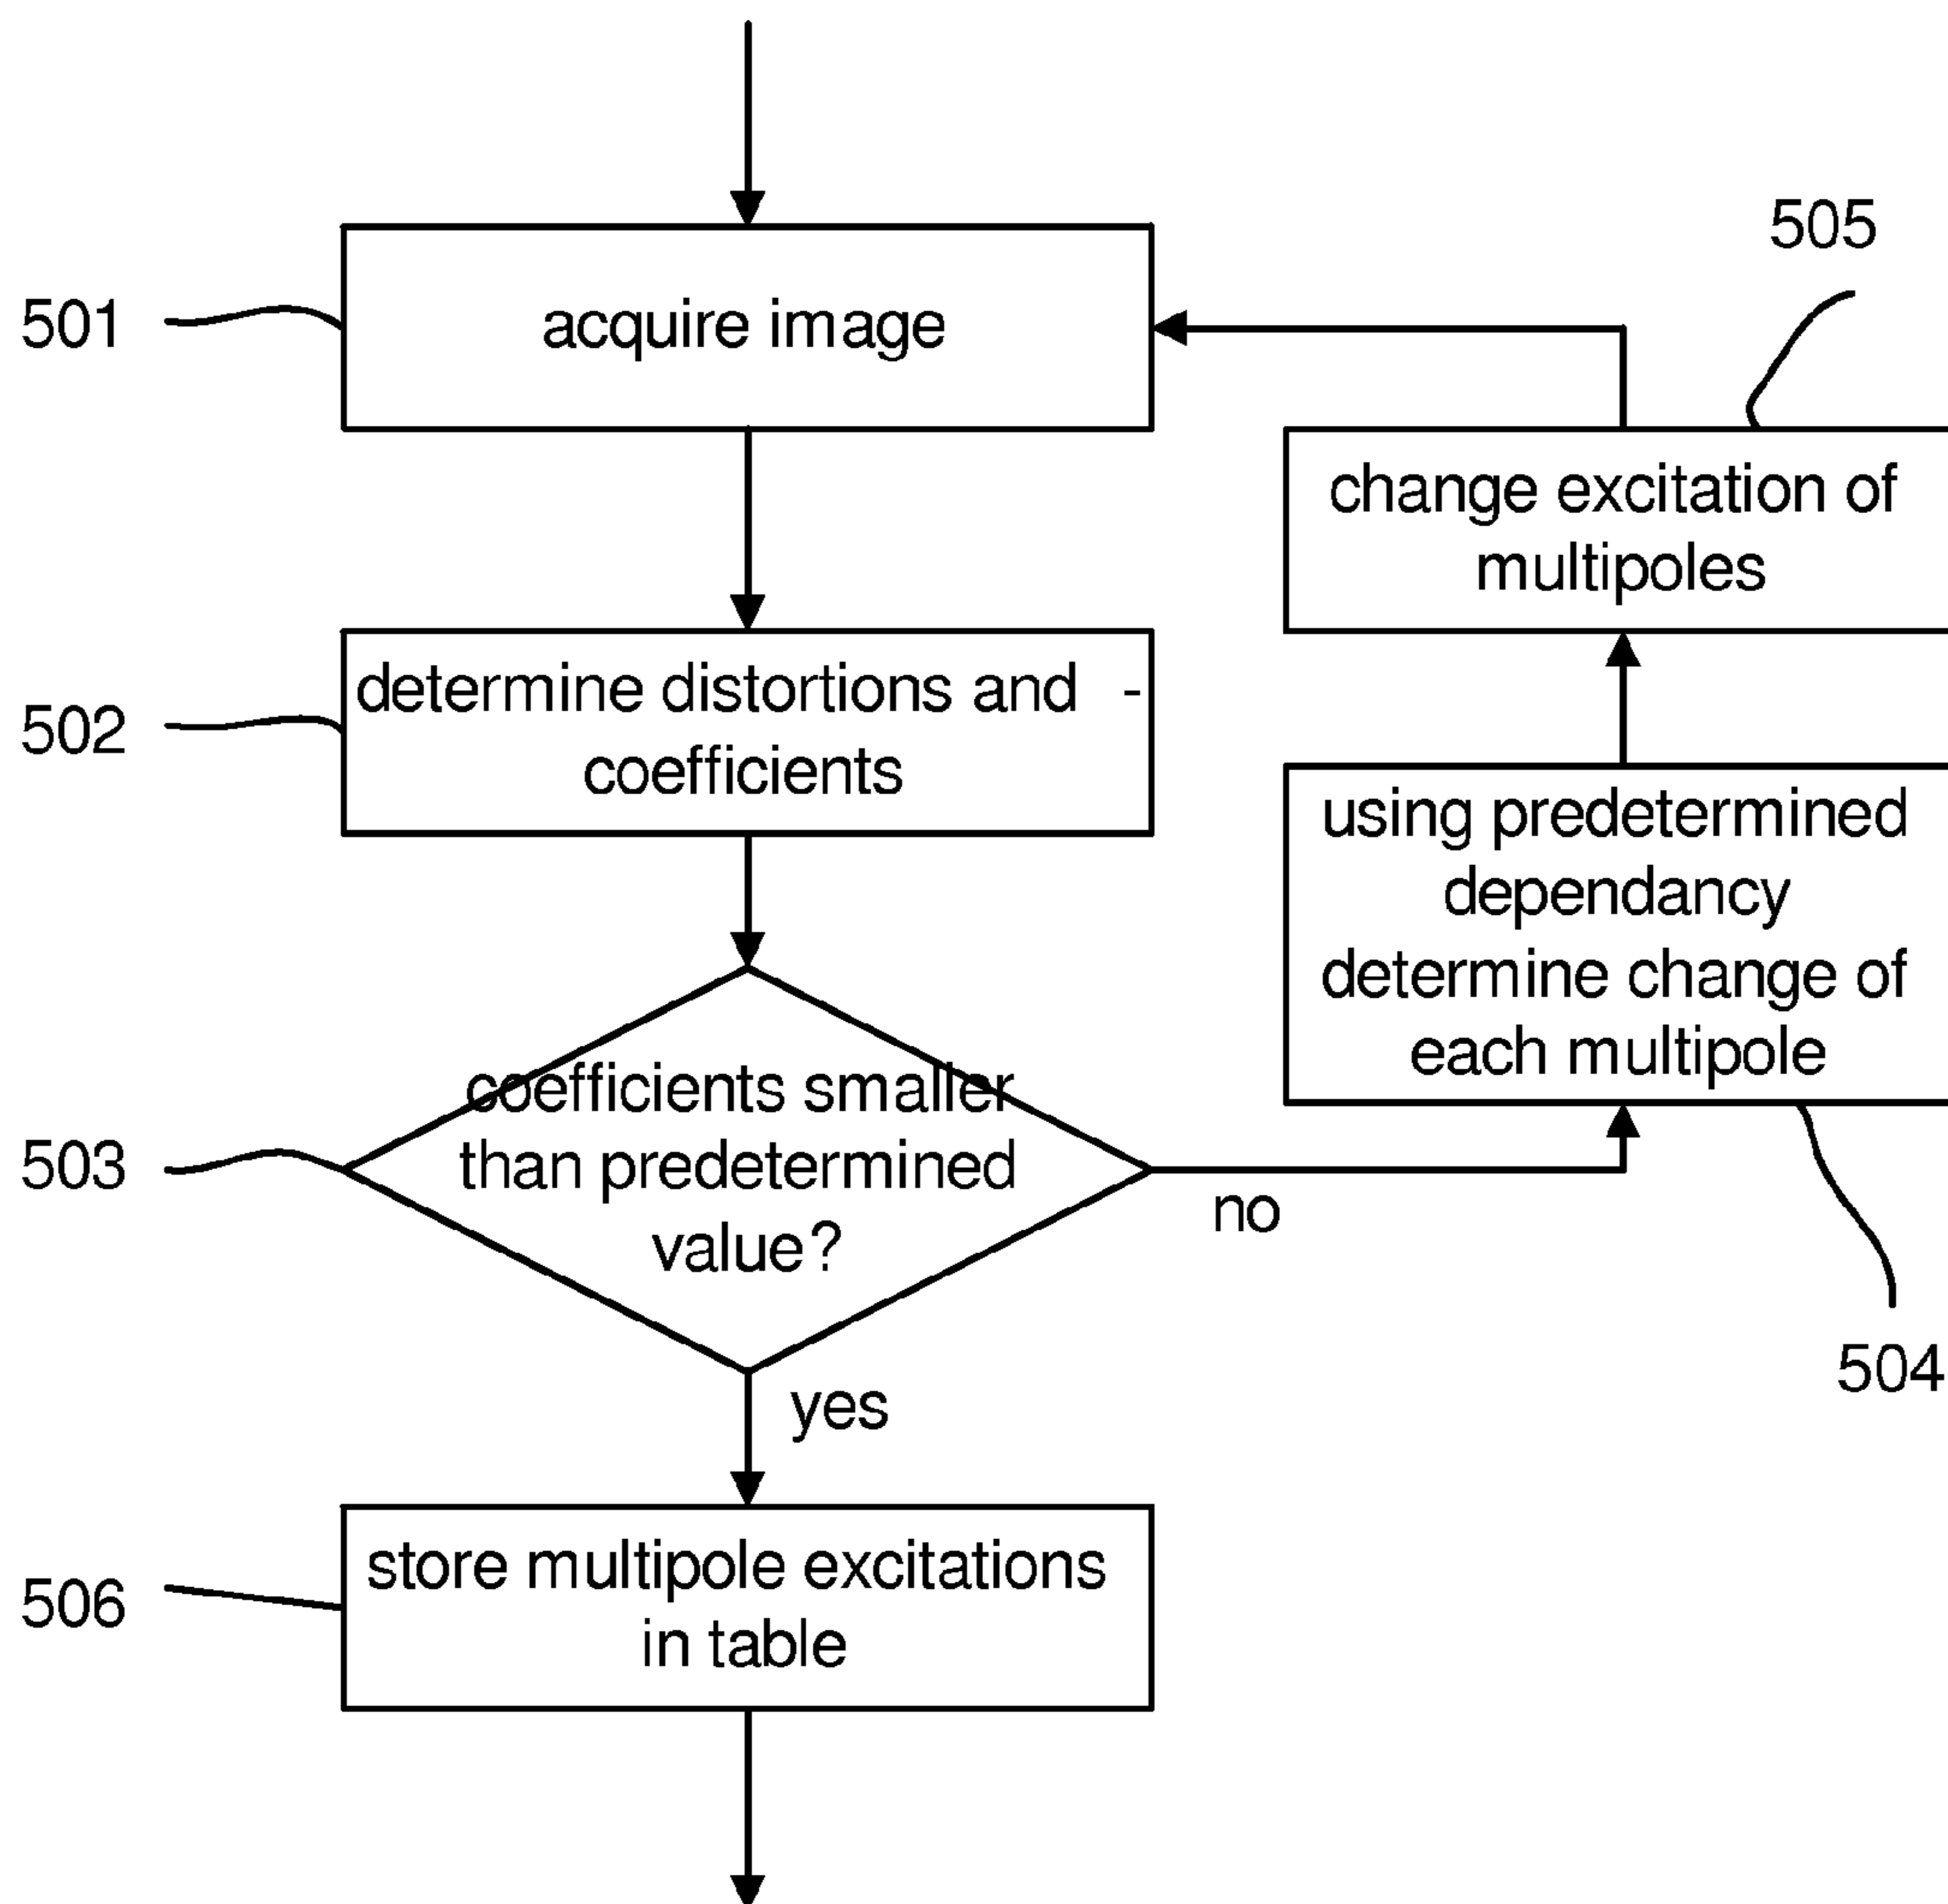 505
501
acquire image
change excitation of
multipoles
502
determine distortions and -
coefficients
using predetermined
dependancy
determine change of
each multipole
503
coefficients smaller
than predetermined
value?
no
504
yes
506
store multipole excitations
in table